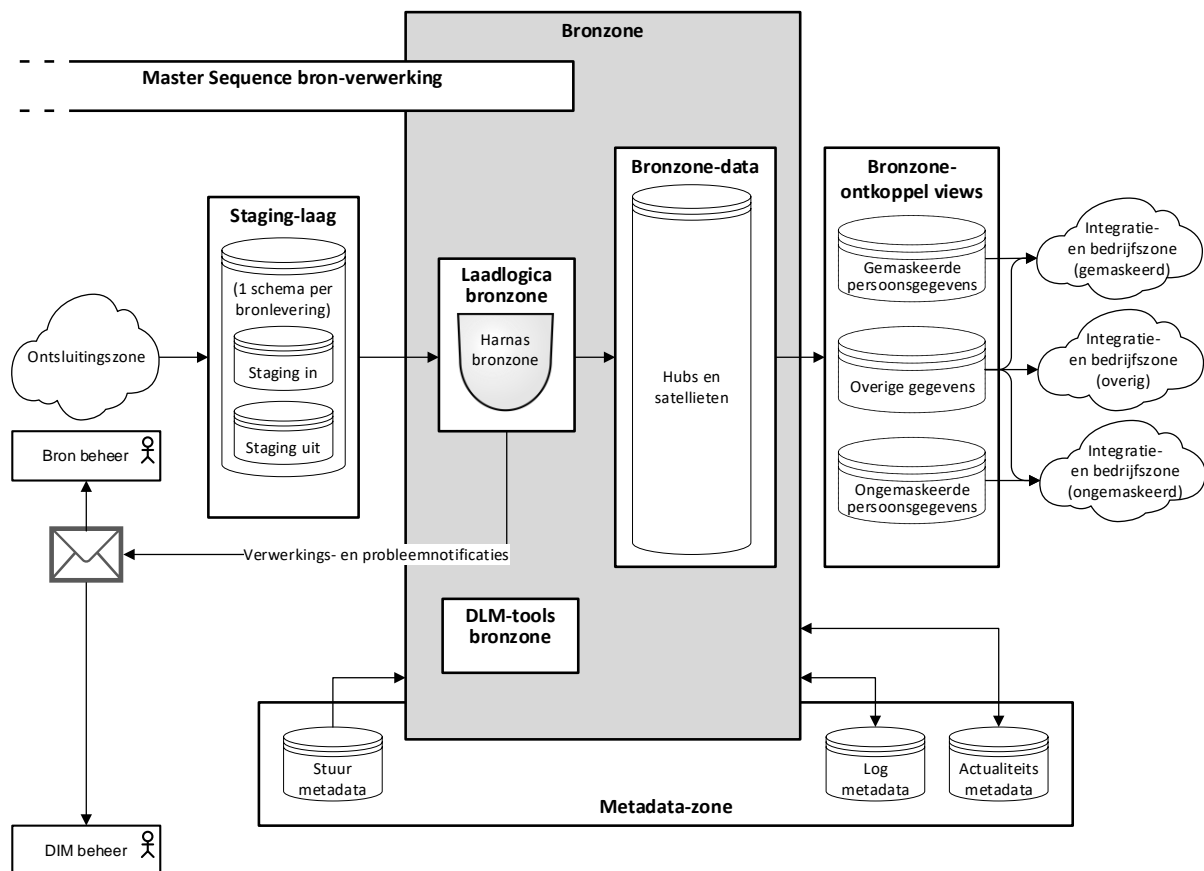 Bronzone
Master Sequence bron-verwerking
Staging-laag
(1 schema per
bronlevering)
Staging in
Staging uit
Ontsluitingszone
Laadlogica
bronzone
Harnas
bronzone
Bronzone-data
Hubs en
satellieten
Bronzone-
ontkoppel views
Gemaskeerde
persoonsgegevens
Overige gegevens
Ongemaskeerde
persoonsgegevens
Integratie-
en bedrijfzone
(gemaskeerd)
Integratie-
en bedrijfzone
(overig)
Integratie-
en bedrijfszone
(ongemaskeerd)
Bron beheer
Verwerkings- en probleemnotificaties
DLM-tools
bronzone
Stuur
metadata
Log
metadata
Actualiteits
metadata
Metadata-zone
DIM beheer